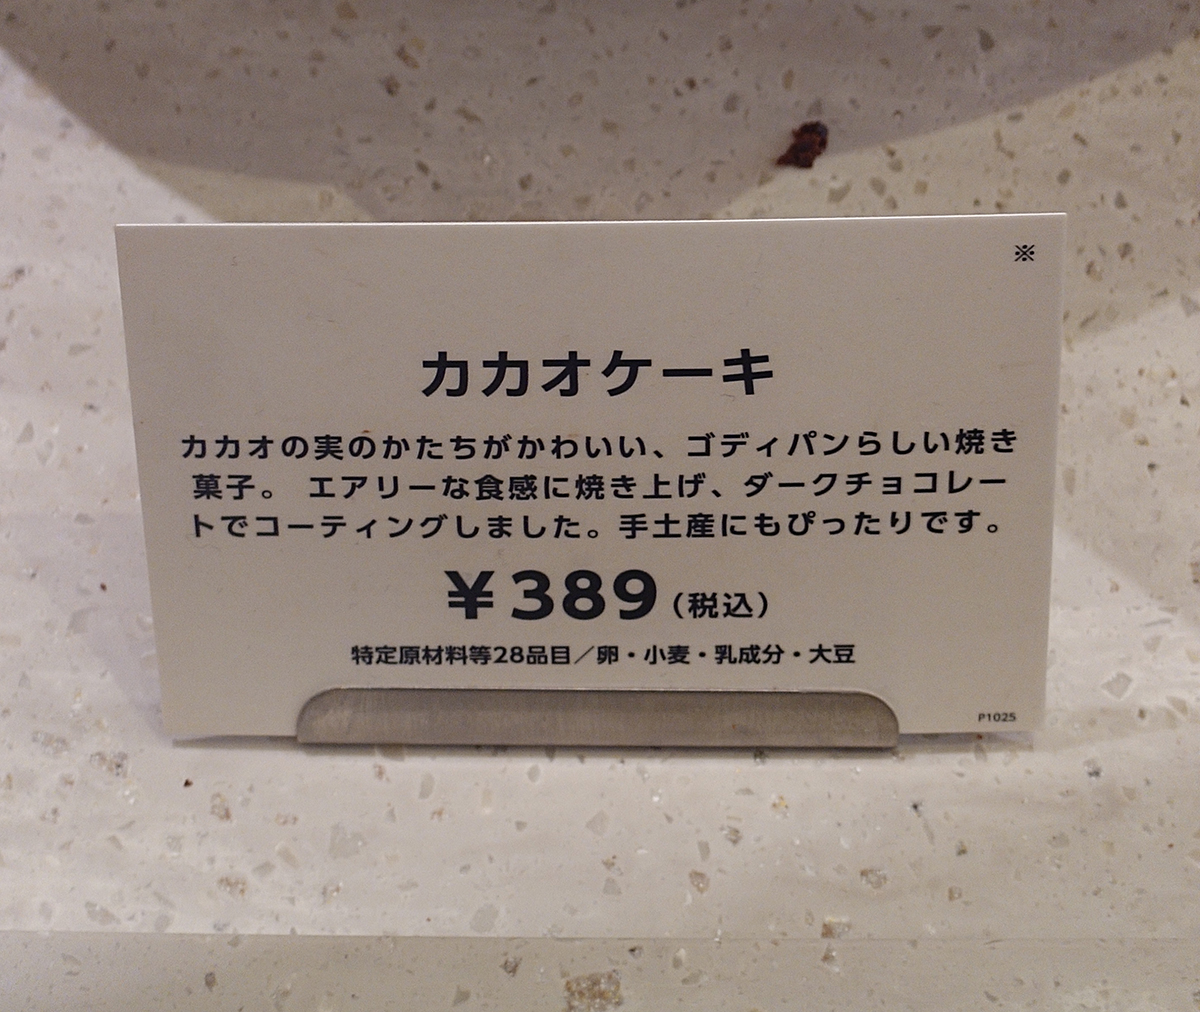 ※
カカオケーキ
カカオの実のかたちがかわいい、ゴディパンらしい焼き
菓子。 エアリーな食感に焼き上げ、ダークチョコレー
トでコーティングしました。手土産にもぴったりです。
¥389(税込)
特定原材料等28品目/卵・小麦・乳成分・大豆
P1025